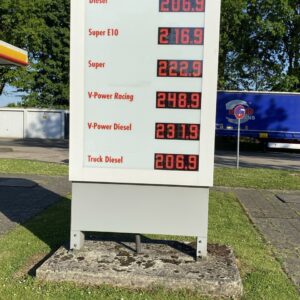 Diesel 206.9
Super E10 216.9
Super 222.9
V-Power Racing 248.9
V-Power Diesel 231.9
Truck Diesel 206.9